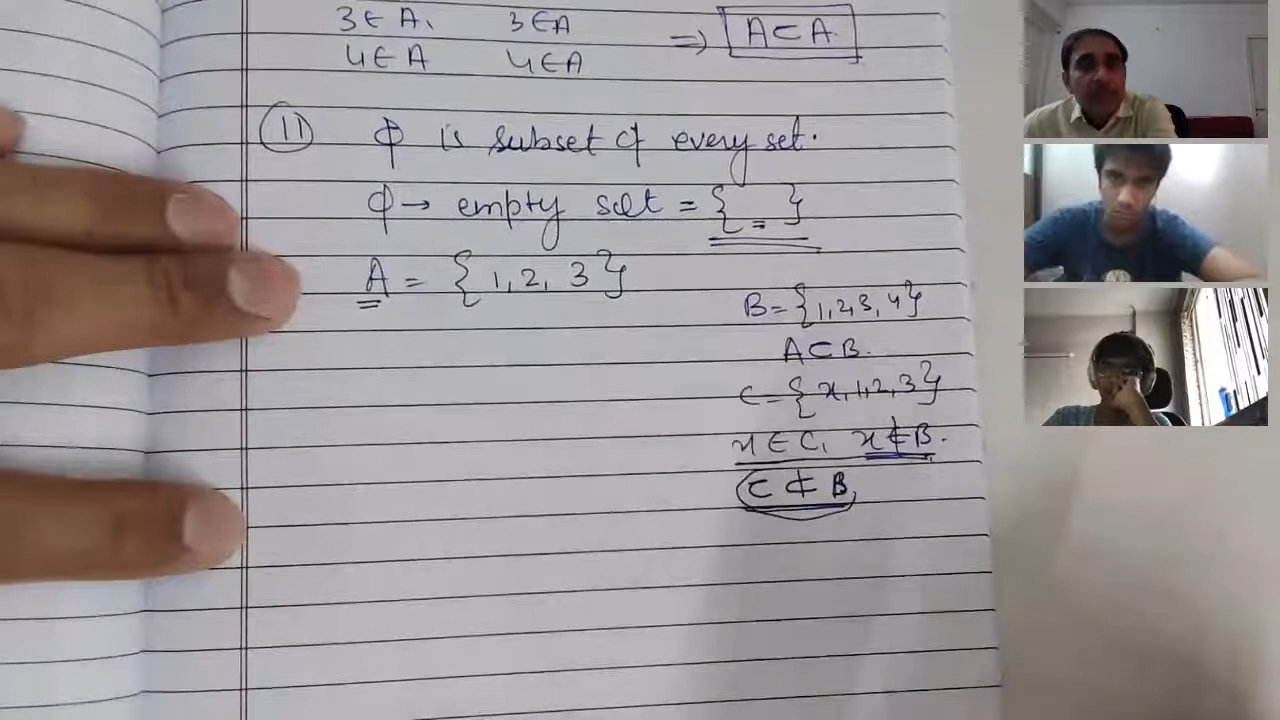 3 ∈ A, 3 ∈ A
4 ∈ A 4 ∈ A ⇒ A ⊂ A.
(11) Φ is subset of every set.
Φ → empty set = { = }
A = {1, 2, 3}
B = {1, 2, 3, 4}
A ⊂ B.
C = {x, 1, 2, 3}
x ∈ C, x ∉ B.
C ⊄ B